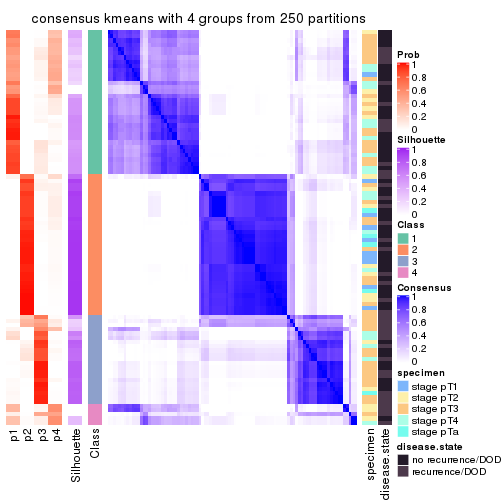 consensus kmeans with 4 groups from 250 partitions
Prob
1
0.8
0.6
0.4
0.2
0
Silhouette
1
0.8
0.6
0.4
0.2
0
Class
1
2
3
4
Consensus
1
0.8
0.6
0.4
0.2
0
specimen
stage pT1
stage pT2
stage pT3
stage pT4
stage pTa
disease.state
no recurrence/DOD
recurrence/DOD
p1
p2
p3
p4
Silhouette
Class
specimen
disease.state